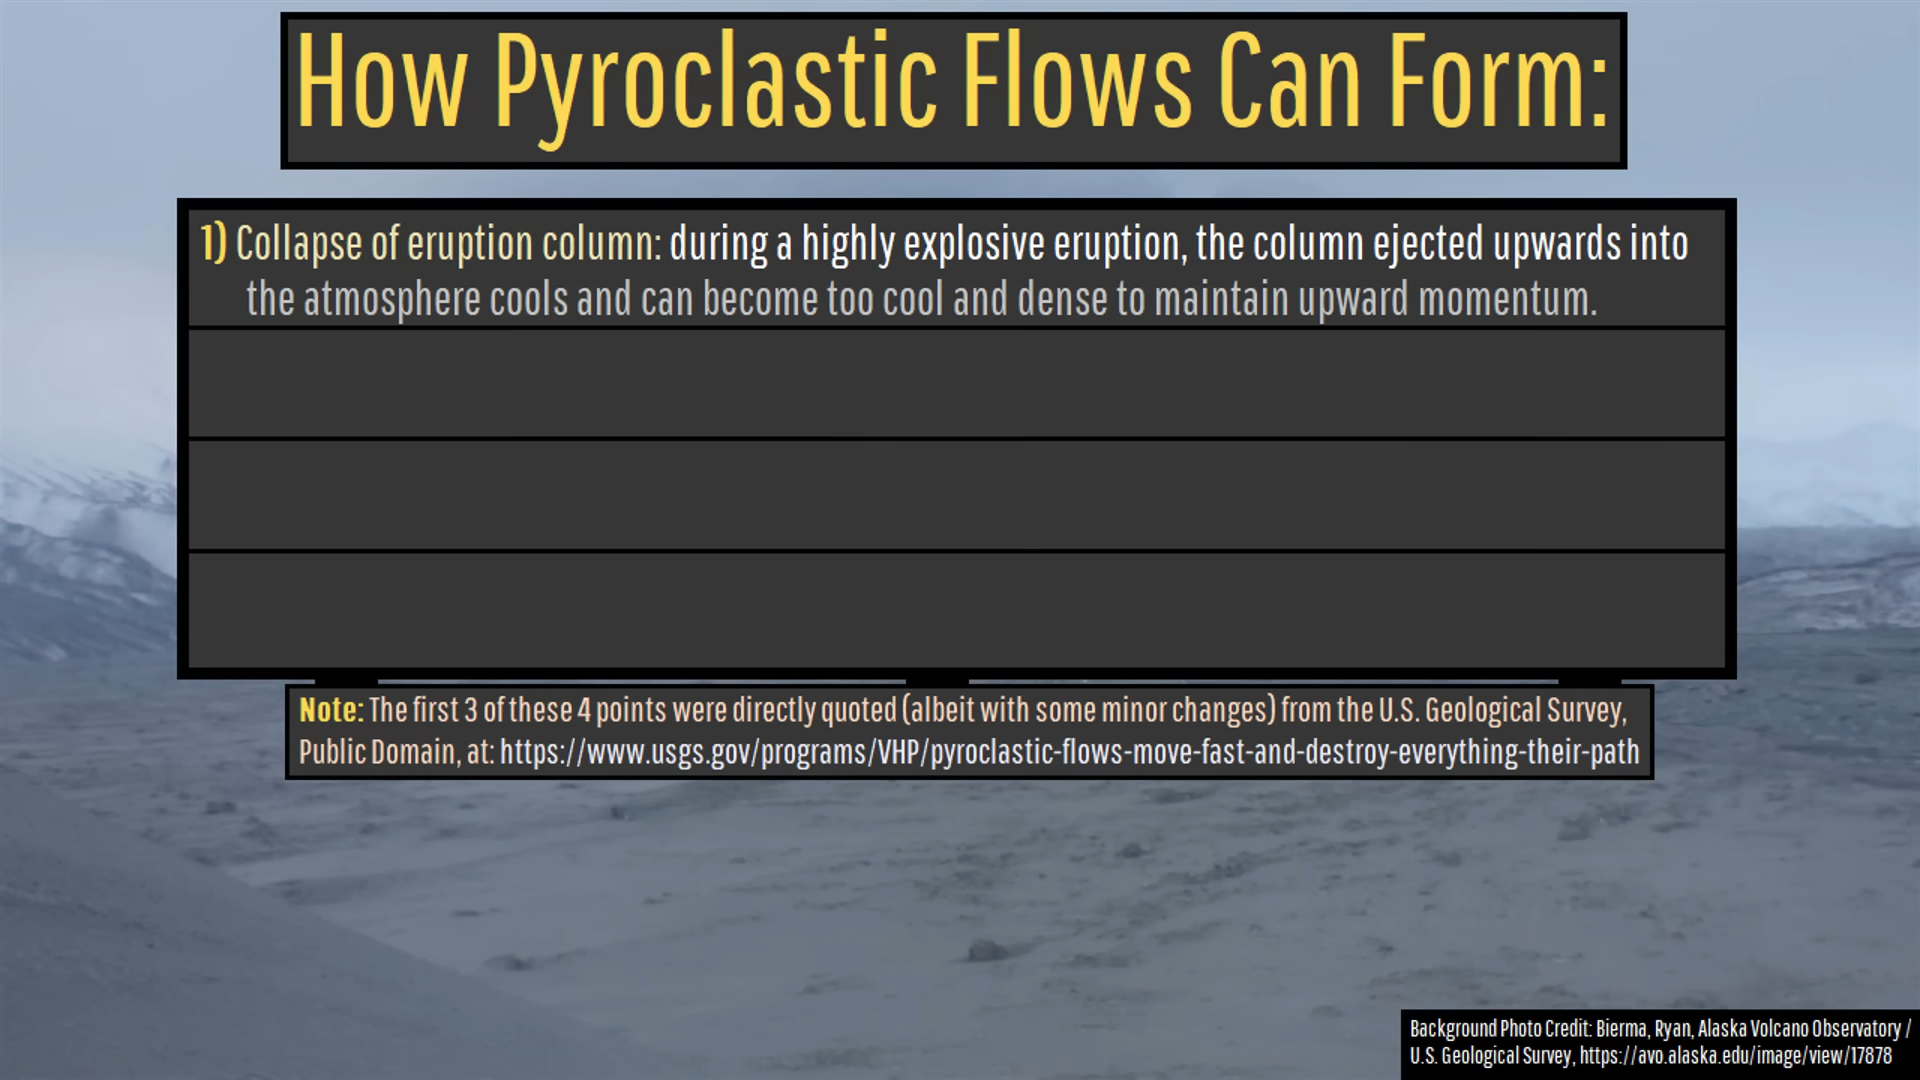 How Pyroclastic Flows Can Form:
1) Collapse of eruption column: during a highly explosive eruption, the column ejected upwards into
the atmosphere cools and can become too cool and dense to maintain upward momentum.
Note: The first 3 of these 4 points were directly quoted (albeit with some minor changes) from the U.S. Geological Survey,
Public Domain, at: https://www.usgs.gov/programs/VHP/pyroclastic-flows-move-fast-and-destroy-everything-their-path
Background Photo Credit: Bierma, Ryan, Alaska Volcano Observatory /
U.S. Geological Survey, https://avo.alaska.edu/image/view/17878